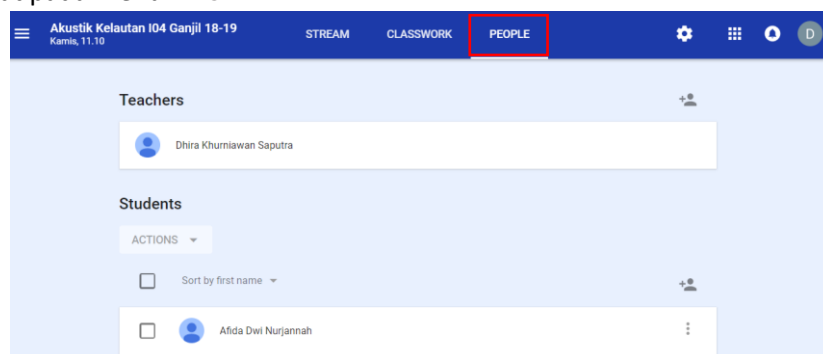 Akustik Kelautan I04 Ganjil 18-19
Kamis, 11.10
STREAM CLASSWORK PEOPLE
D
Teachers
Dhira Khurniawan Saputra
Students
ACTIONS
Sort by first name
Afida Dwi Nurjannah